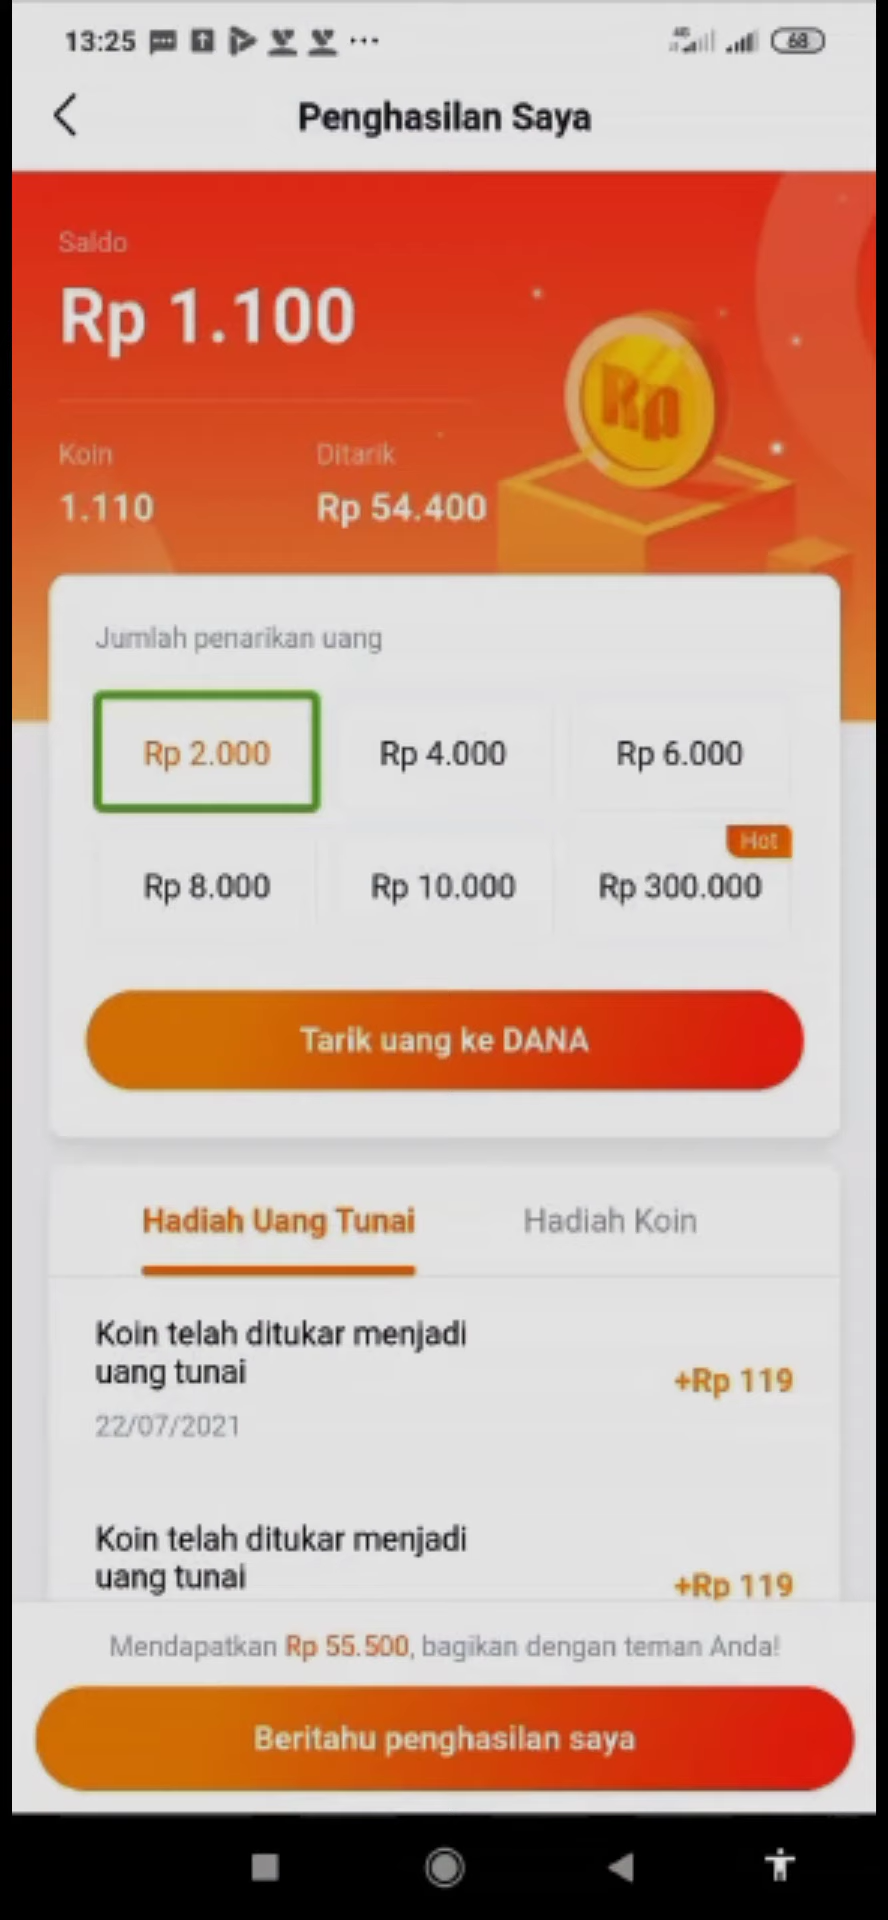 13:25
68
Penghasilan Saya
Saldo
Rp 1.100
Koin
Ditarik
1.110
Rp 54.400
Rp
Jumlah penarikan uang
Rp 2.000
Rp 4.000
Rp 6.000
Hot
Rp 8.000
Rp 10.000
Rp 300.000
Tarik uang ke DANA
Hadiah Uang Tunai
Hadiah Koin
Koin telah ditukar menjadi
uang tunai
+Rp 119
22/07/2021
Koin telah ditukar menjadi
uang tunai
+Rp 119
Mendapatkan Rp 55.500, bagikan dengan teman Anda!
Beritahu penghasilan saya